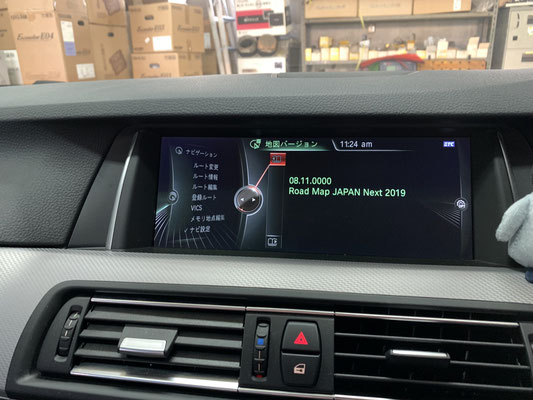 地図バージョン
11:24 am
ETC
ナビゲーション
ルート変更
ルート情報
ルート編集
登録ルート
VICS
メモリ地点編集
✓ナビ設定
08.11.0000
Road Map JAPAN Next 2019